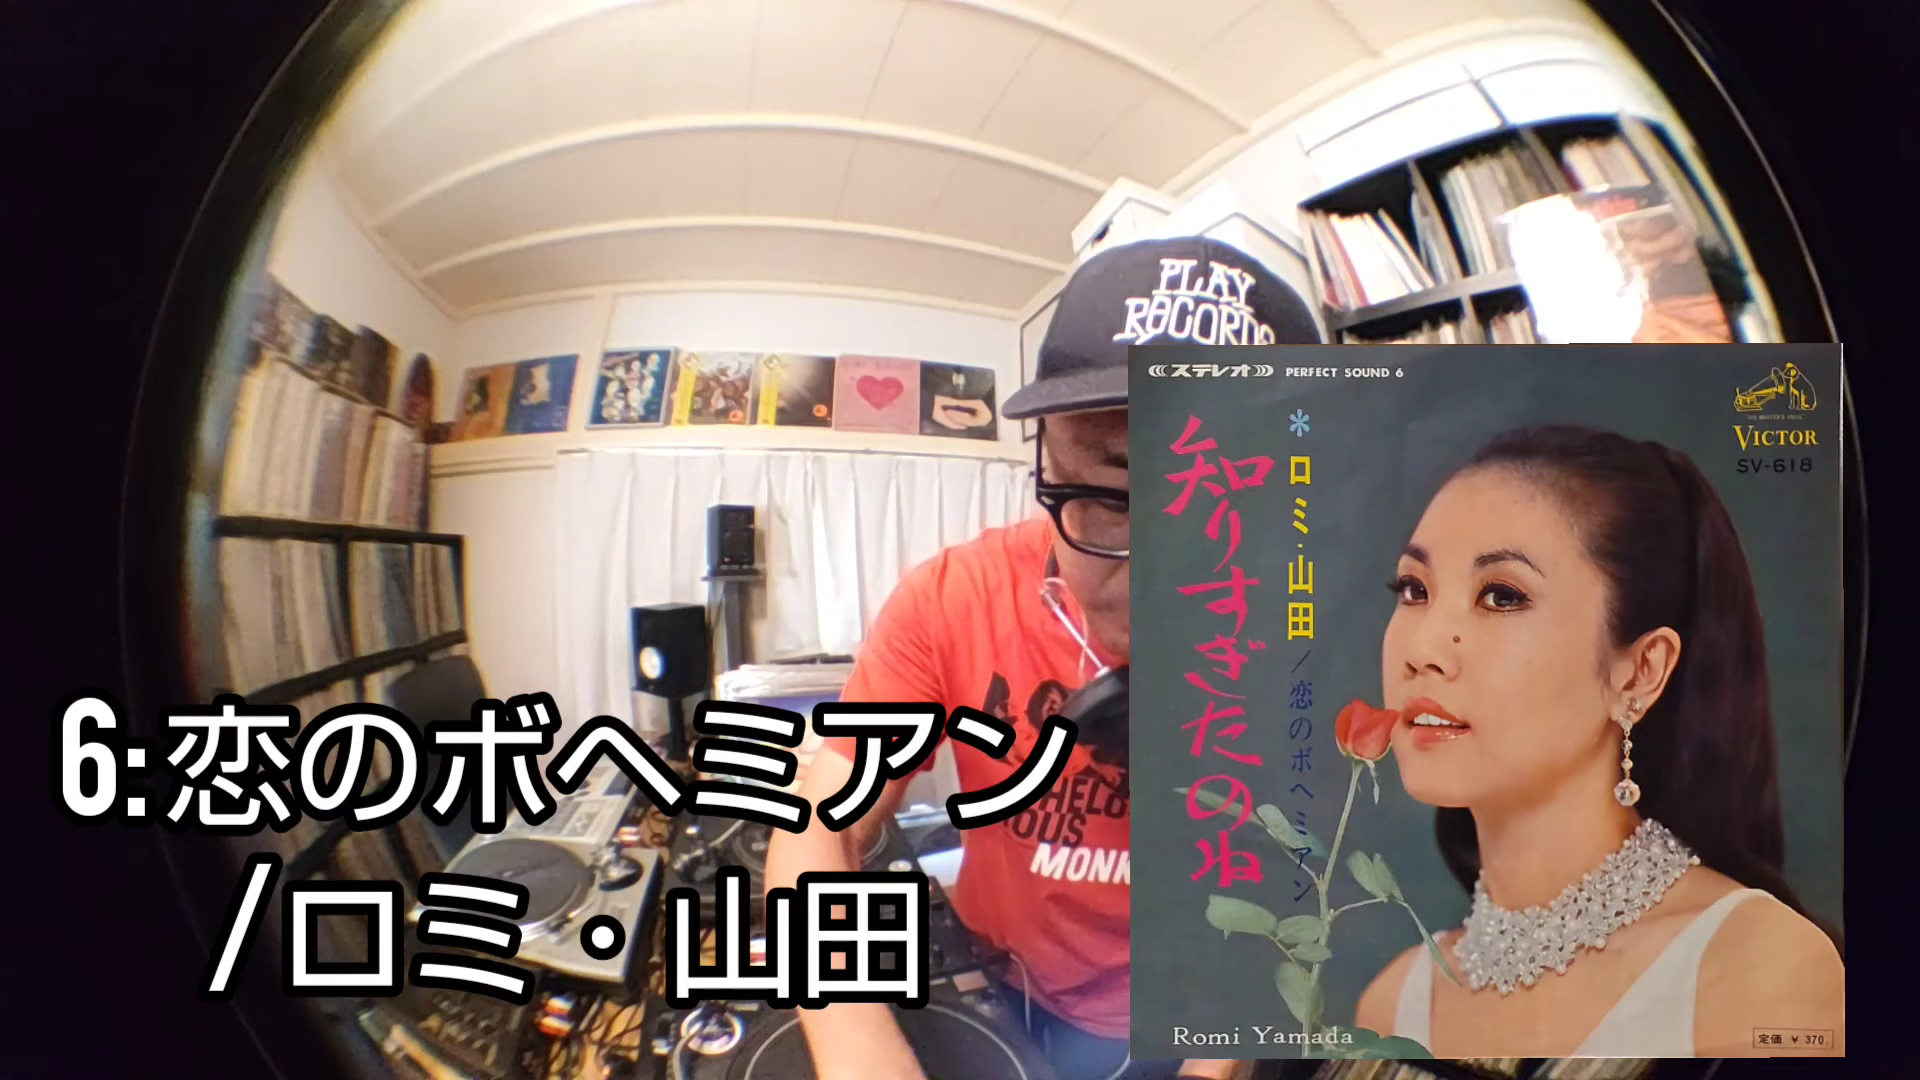 PLAY
RECORDS
ステレオ PERFECT SOUND 6
VICTOR
SV-618
知りすぎたのね
*ロミ・山田/恋のボヘミアン
Romi Yamada
定価 ¥ 370.
MONK
6:恋のボヘミアン
/ロミ・山田